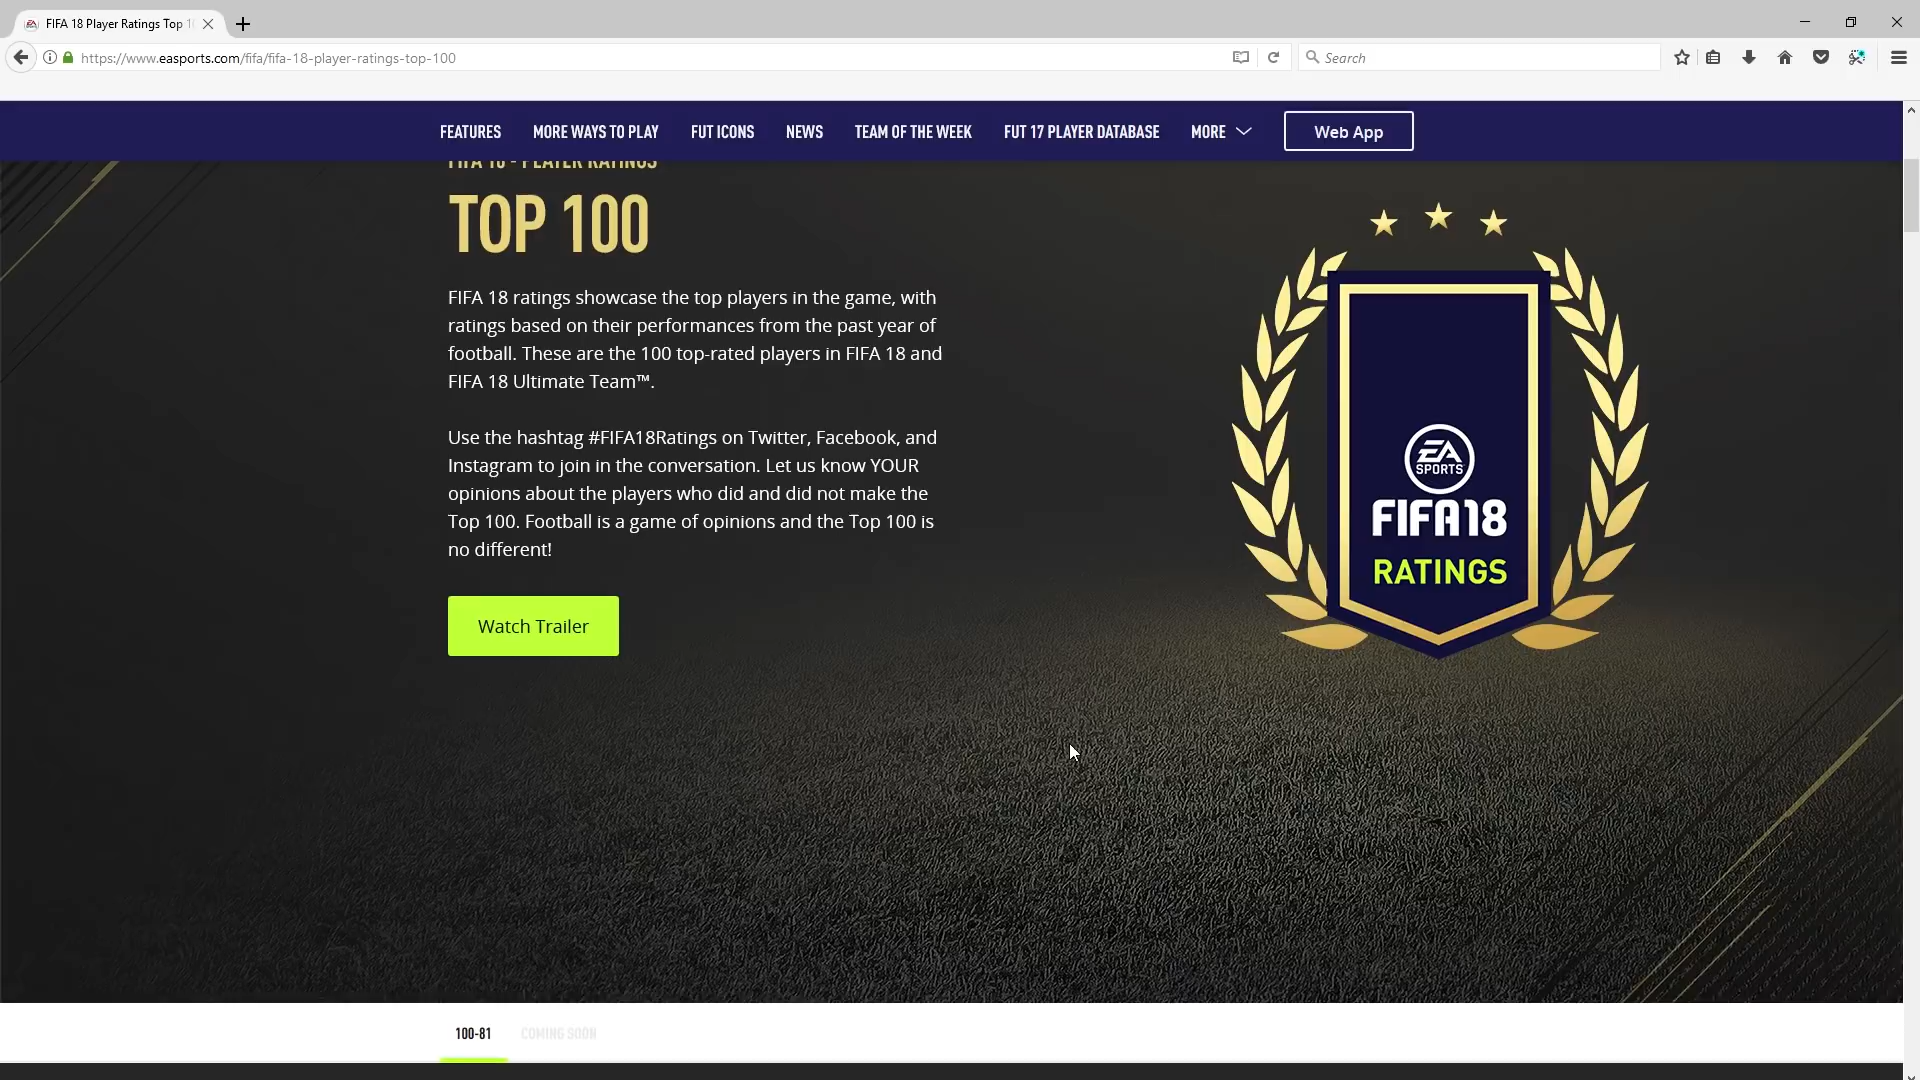 FIFA 18 Player Ratings Top 1
https://www.easports.com/fifa/fifa-18-player-ratings-top-100
Search
FEATURES
MORE WAYS TO PLAY
FUT ICONS
NEWS
TEAM OF THE WEEK
FUT 17 PLAYER DATABASE
MORE
Web App
FIFA 18 - PLAYER RATINGS
TOP 100
FIFA 18 ratings showcase the top players in the game, with
ratings based on their performances from the past year of
football. These are the 100 top-rated players in FIFA 18 and
FIFA 18 Ultimate Team™.
Use the hashtag #FIFA18Ratings on Twitter, Facebook, and
Instagram to join in the conversation. Let us know YOUR
opinions about the players who did and did not make the
Top 100. Football is a game of opinions and the Top 100 is
no different!
Watch Trailer
EA
SPORTS
FIFA18
RATINGS
100-81
COMING SOON